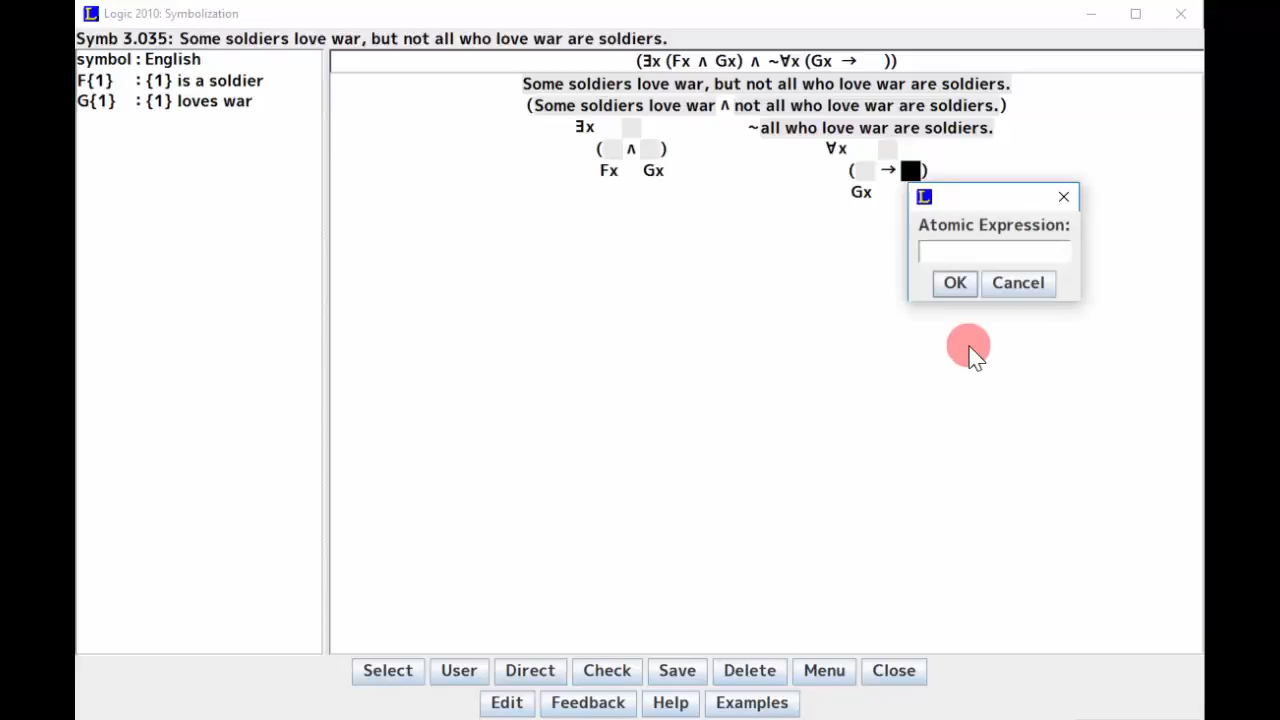 Logic 2010: Symbolization
Symb 3.035: Some soldiers love war, but not all who love war are soldiers.
symbol : English
F{1} : {1} is a soldier
G{1} : {1} loves war
(∃x (Fx ∧ Gx) ∧ ~∀x (Gx → ))
Some soldiers love war, but not all who love war are soldiers.
(Some soldiers love war ∧ not all who love war are soldiers.)
∃x ~all who love war are soldiers.
( ∧ ) ∀x
Fx Gx ( → )
Gx
Atomic Expression:
OK Cancel
Select User Direct Check Save Delete Menu Close
Edit Feedback Help Examples